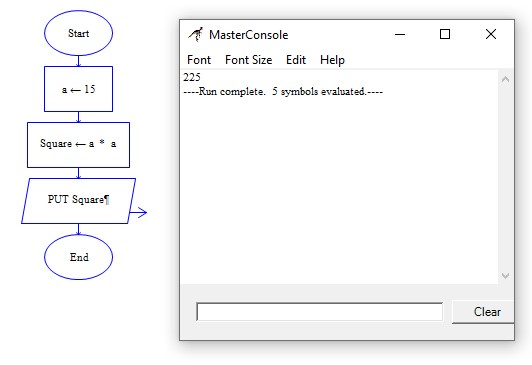 Start
a ← 15
Square ← a * a
PUT Square¶
End
MasterConsole
Font Font Size Edit Help
225
----Run complete. 5 symbols evaluated.----
Clear